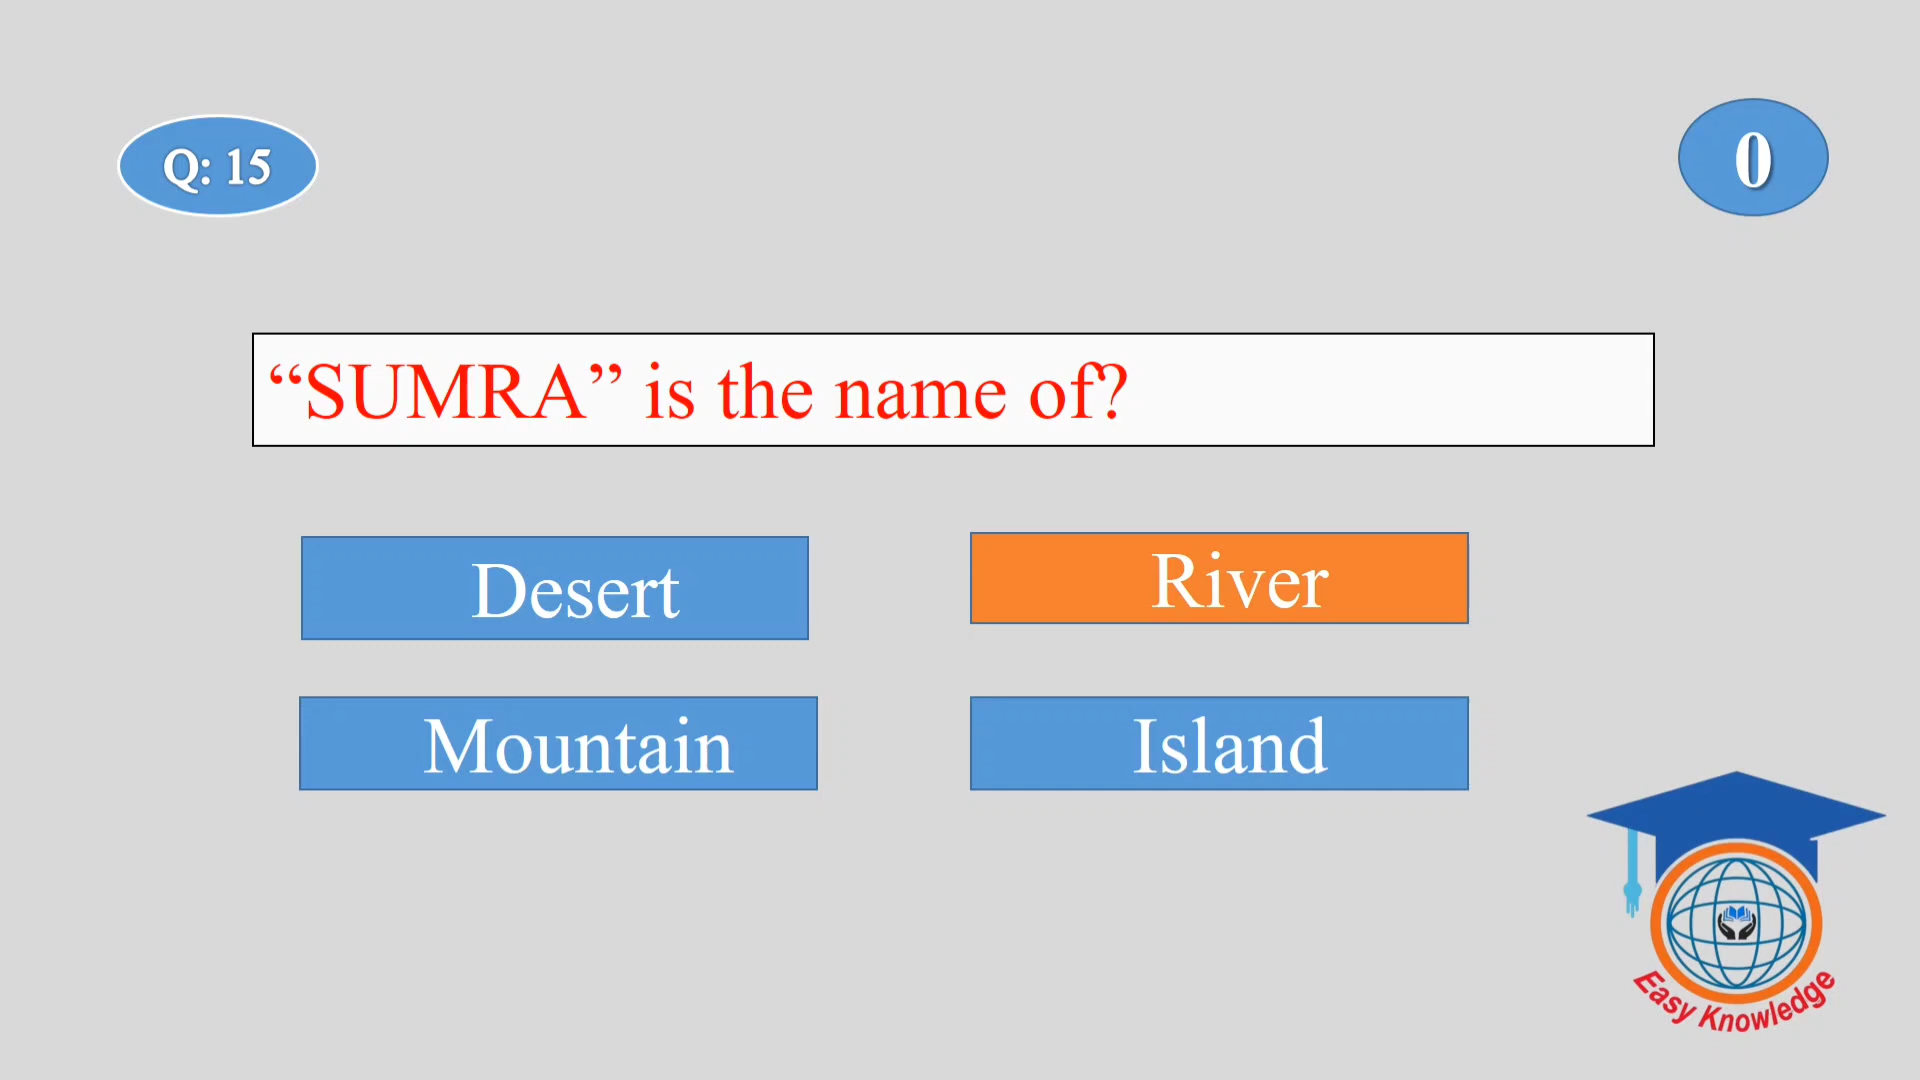 Q: 15
0
“SUMRA” is the name of?
Desert
River
Mountain
Island
Easy Knowledge